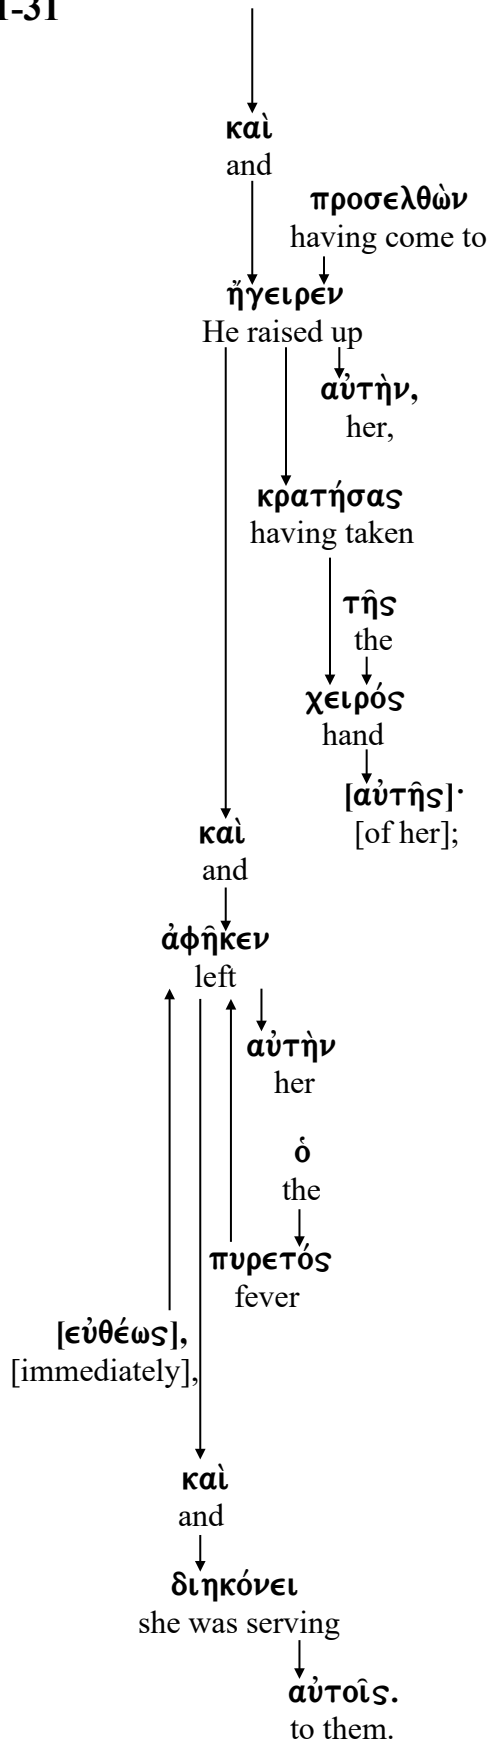 1-31
καὶ
and
προσελθὼν
having come to
ἤγειρεν
He raised up
αὐτὴν,
her,
κρατήσας
having taken
τῆς
the
χειρός
hand
[αὐτῆς]·
[of her];
καὶ
and
ἀφῆκεν
left
αὐτὴν
her
ὁ
the
πυρετός
fever
[εὐθέως],
[immediately],
καὶ
and
διηκόνει
she was serving
αὐτοῖς.
to them.